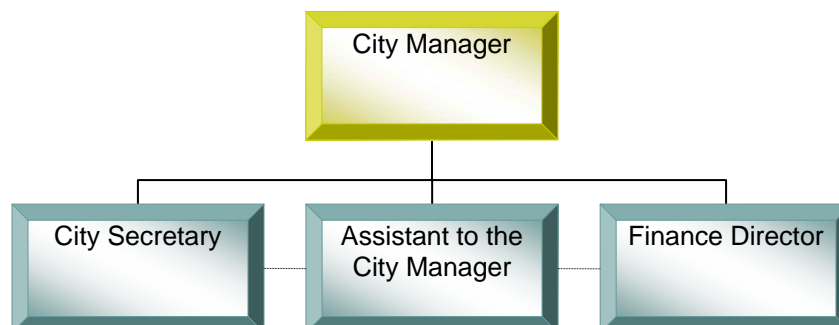 City Manager
City Secretary
Assistant to the
City Manager
Finance Director